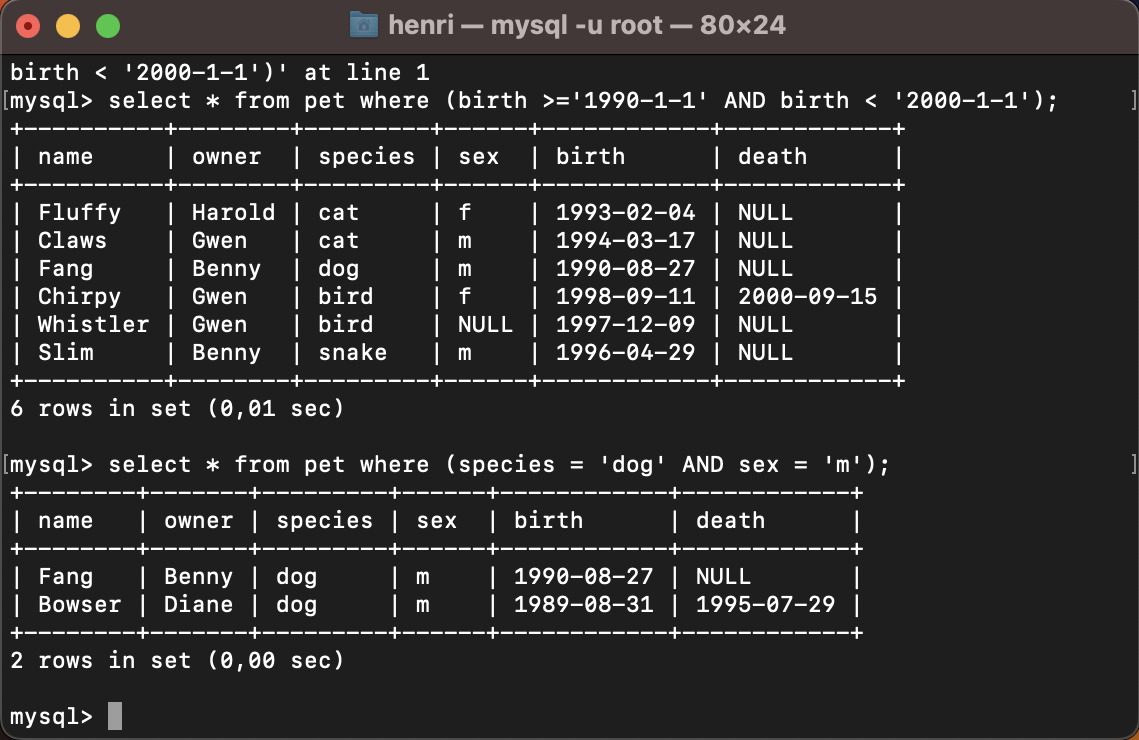 henri — mysql -u root — 80×24
birth < '2000-1-1')' at line 1
[mysql> select * from pet where (birth >='1990-1-1' AND birth < '2000-1-1'); ]
+-----------+--------+---------+------+------------+------------+
| name      | owner  | species | sex  | birth      | death      |
+-----------+--------+---------+------+------------+------------+
| Fluffy    | Harold | cat     | f    | 1993-02-04 | NULL       |
| Claws     | Gwen   | cat     | m    | 1994-03-17 | NULL       |
| Fang      | Benny  | dog     | m    | 1990-08-27 | NULL       |
| Chirpy    | Gwen   | bird    | f    | 1998-09-11 | 2000-09-15 |
| Whistler  | Gwen   | bird    | NULL | 1997-12-09 | NULL       |
| Slim      | Benny  | snake   | m    | 1996-04-29 | NULL       |
+-----------+--------+---------+------+------------+------------+
6 rows in set (0,01 sec)
[mysql> select * from pet where (species = 'dog' AND sex = 'm'); ]
+--------+-------+---------+------+------------+------------+
| name   | owner | species | sex  | birth      | death      |
+--------+-------+---------+------+------------+------------+
| Fang   | Benny | dog     | m    | 1990-08-27 | NULL       |
| Bowser | Diane | dog     | m    | 1989-08-31 | 1995-07-29 |
+--------+-------+---------+------+------------+------------+
2 rows in set (0,00 sec)
mysql>